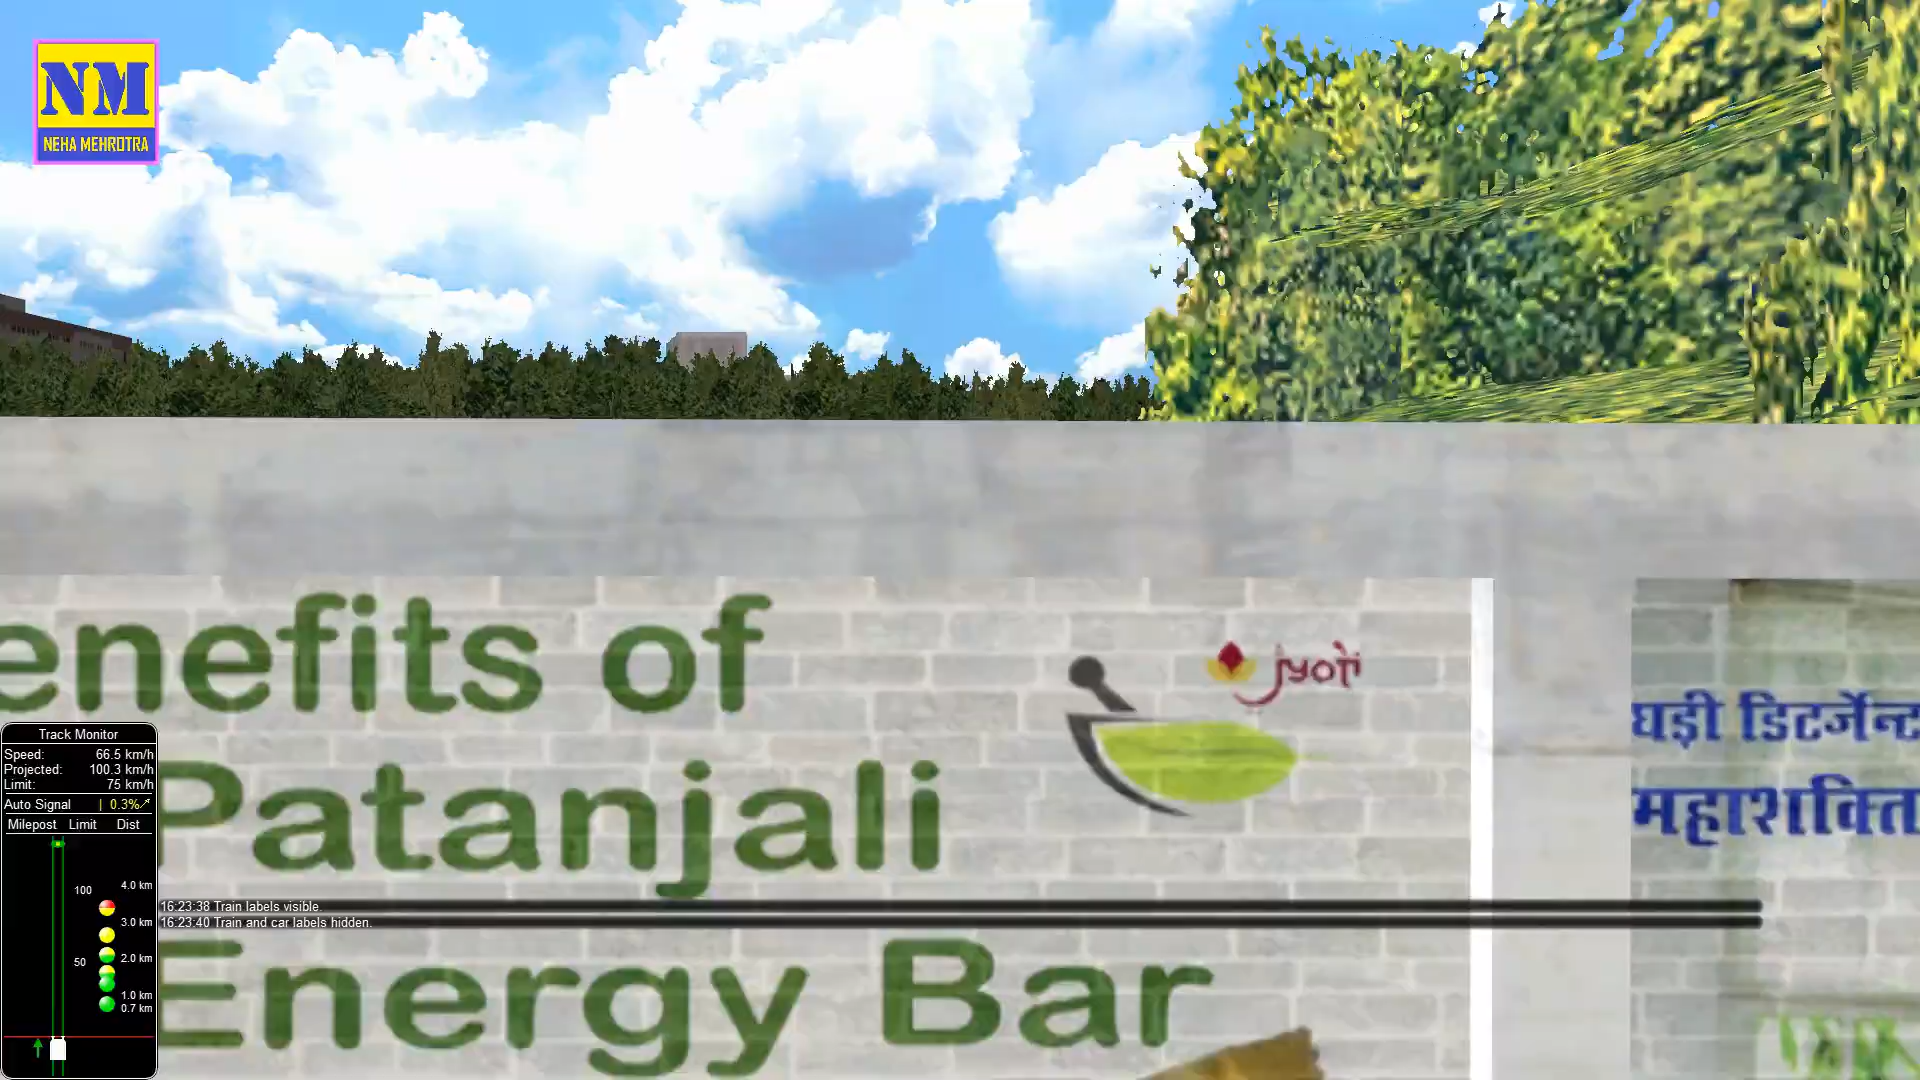 NM
NEHA MEHROTRA
enefits of
Patanjali
Energy Bar
jyoti
घड़ी डिटर्जेन्ट
महाशक्ति
Track Monitor
Speed: 66.5 km/h
Projected: 100.3 km/h
Limit: 75 km/h
Auto Signal | 0.3%
Milepost Limit Dist
4.0 km
100
3.0 km
2.0 km
50
1.0 km
0.7 km
16:23:38 Train labels visible.
16:23:40 Train and car labels hidden.